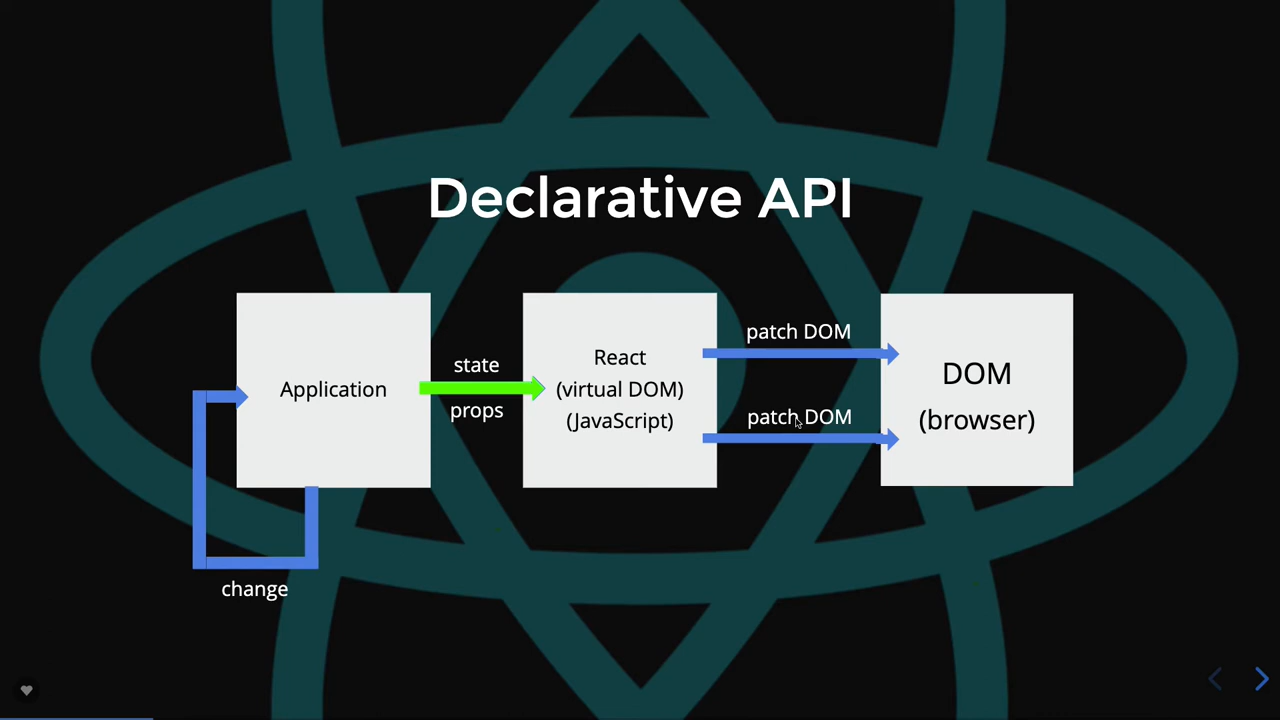 Declarative API
Application
state
props
React
(virtual DOM)
(JavaScript)
patch DOM
patch DOM
DOM
(browser)
change